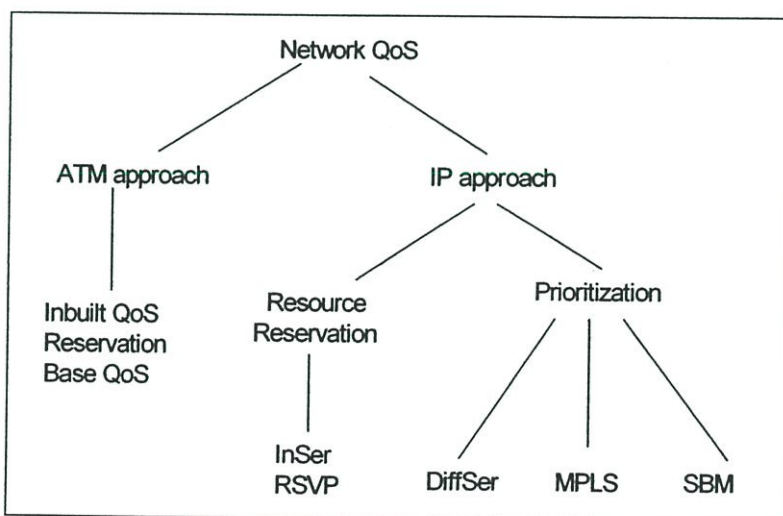 Network QoS
ATM approach
IP approach
Inbuilt QoS
Reservation
Base QoS
Resource
Reservation
Prioritization
InSer
RSVP
DiffSer
MPLS
SBM